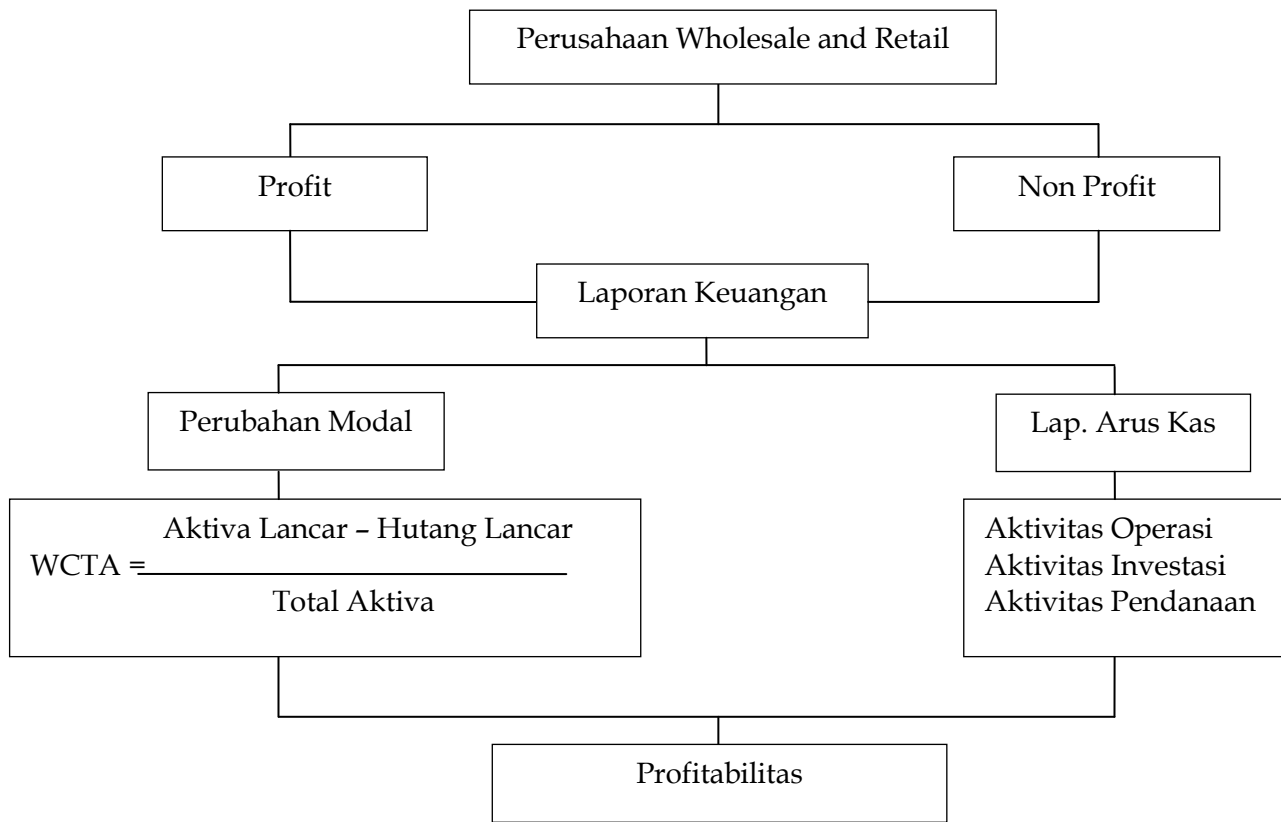 Perusahaan Wholesale and Retail
Profit
Non Profit
Laporan Keuangan
Perubahan Modal
Lap. Arus Kas
Aktiva Lancar – Hutang Lancar
WCTA =
Total Aktiva
Aktivitas Operasi
Aktivitas Investasi
Aktivitas Pendanaan
Profitabilitas